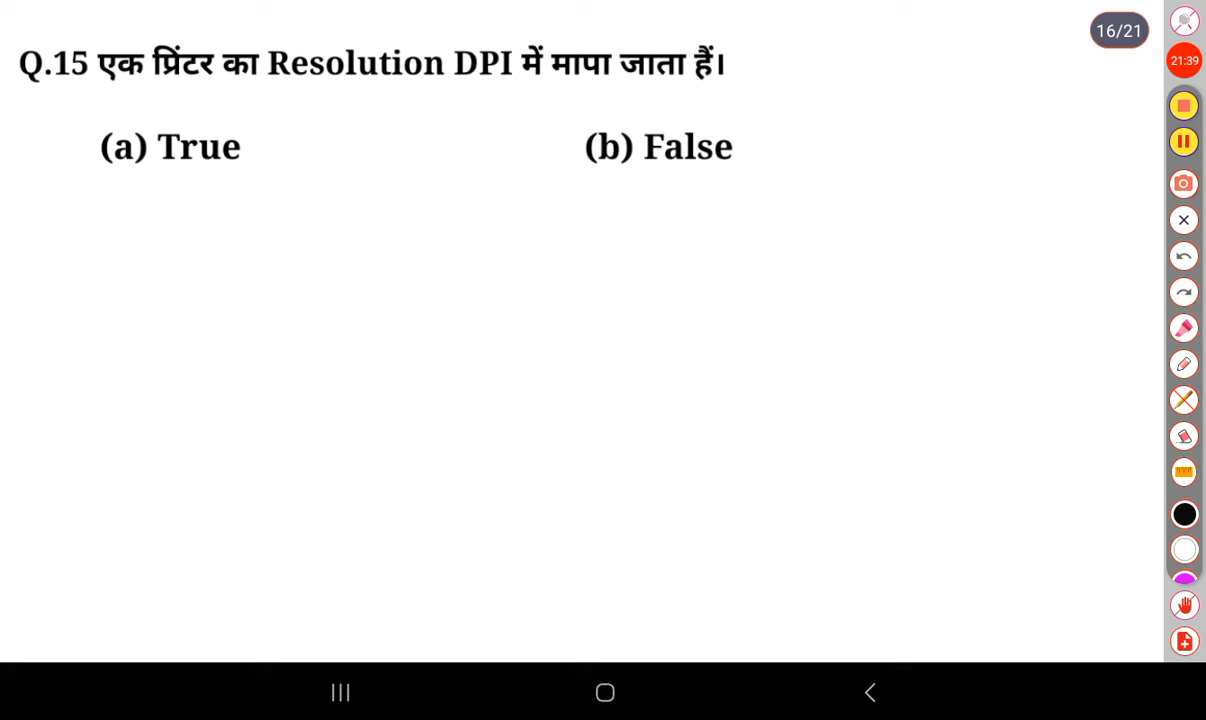 16/21
Q.15 एक प्रिंटर का Resolution DPI में मापा जाता हैं।
21:39
(a) True (b) False